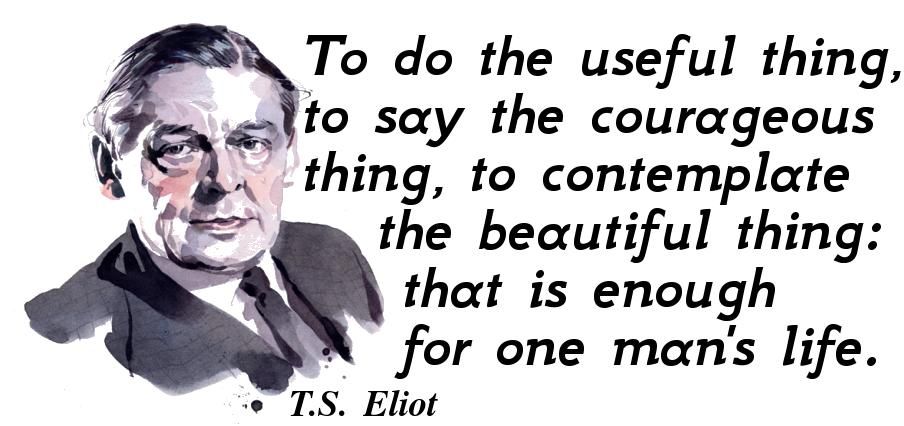 To do the useful thing,
to say the courageous
thing, to contemplate
the beautiful thing:
that is enough
for one man's life.
T.S. Eliot